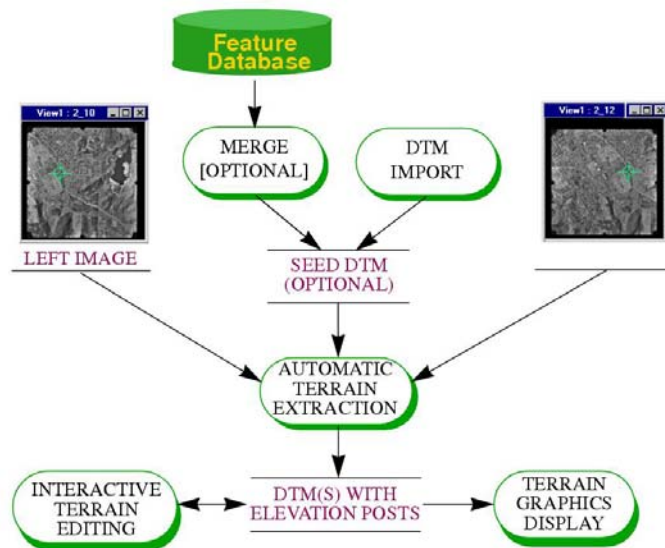 Feature
Database
View1 : 2_10
View1 : 2_12
MERGE
[OPTIONAL]
DTM
IMPORT
LEFT IMAGE
SEED DTM
(OPTIONAL)
AUTOMATIC
TERRAIN
EXTRACTION
INTERACTIVE
TERRAIN
EDITING
DTM(S) WITH
ELEVATION POSTS
TERRAIN
GRAPHICS
DISPLAY